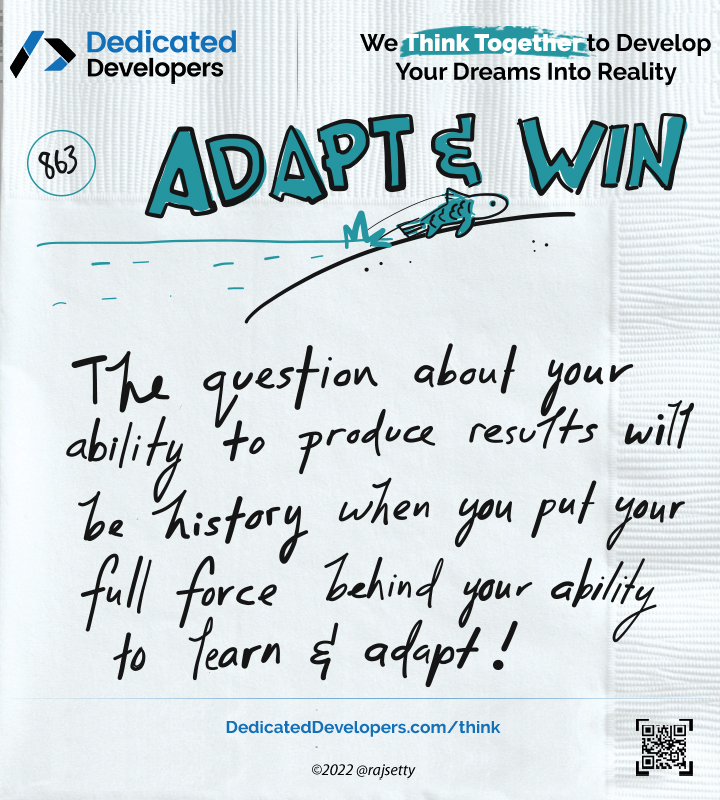 Dedicated
Developers
We Think Together to Develop
Your Dreams Into Reality
863
ADAPT & WIN
The question about your
ability to produce results will
be history when you put your
full force behind your ability
to learn & adapt!
DedicatedDevelopers.com/think
©2022 @rajsetty